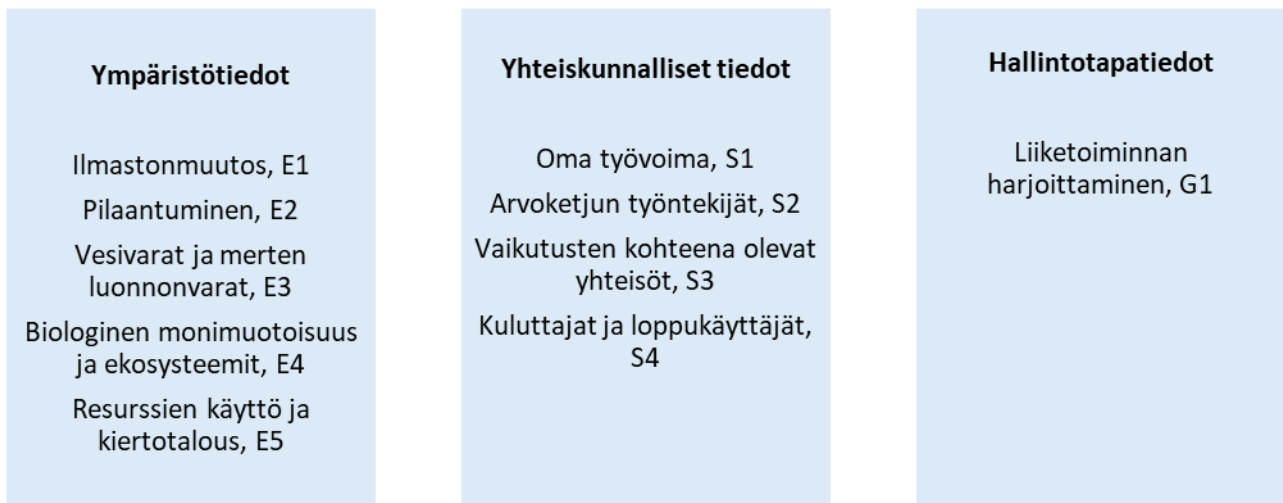 Ympäristötiedot
Ilmastonmuutos, E1
Pilaantuminen, E2
Vesivarat ja merten
luonnonvarat, E3
Biologinen monimuotoisuus
ja ekosysteemit, E4
Resurssien käyttö ja
kiertotalous, E5
Yhteiskunnalliset tiedot
Oma työvoima, S1
Arvoketjun työntekijät, S2
Vaikutusten kohteena olevat
yhteisöt, S3
Kuluttajat ja loppukäyttäjät,
S4
Hallintotapatiedot
Liiketoiminnan
harjoittaminen, G1